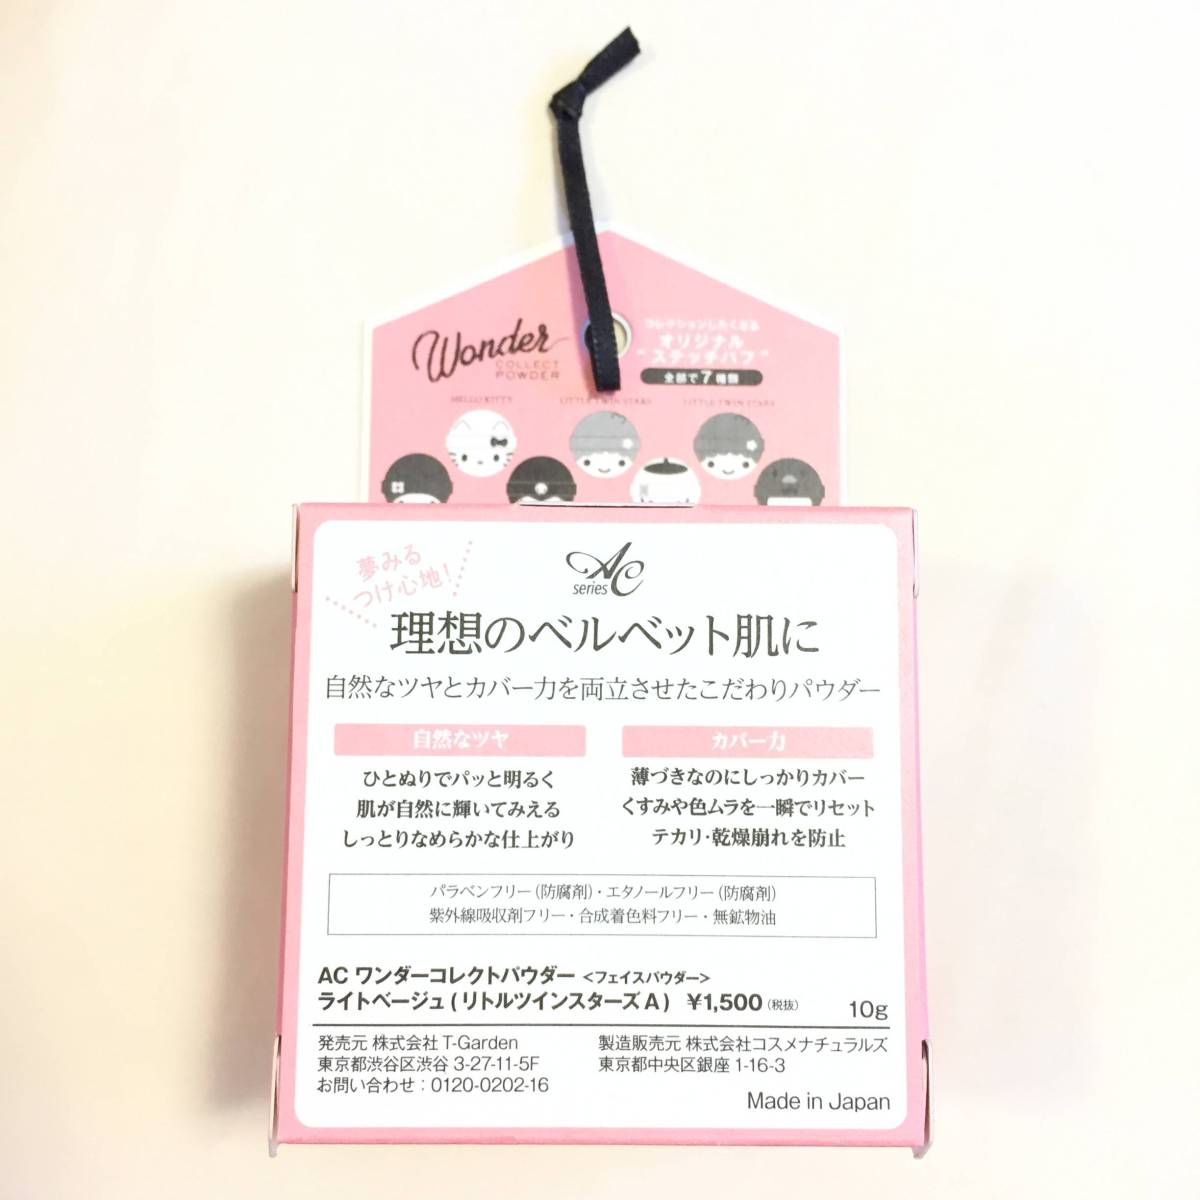 Wonder
COLLECT
POWDER
コレクションしたくなる
オリジナル
"ステッチパフ"
全部で7種類
HELLO KITTY
LITTLE TWIN STARS
LITTLE TWIN STARS
夢みる
つけ心地!
AC
series
理想のベルベット肌に
自然なツヤとカバー力を両立させたこだわりパウダー
自然なツヤ
ひとぬりでパッと明るく
肌が自然に輝いてみえる
しっとりなめらかな仕上がり
カバー力
薄づきなのにしっかりカバー
くすみや色ムラを一瞬でリセット
テカリ・乾燥崩れを防止
パラベンフリー(防腐剤)・エタノールフリー(防腐剤)
紫外線吸収剤フリー・合成着色料フリー・無鉱物油
AC ワンダーコレクトパウダー <フェイスパウダー>
ライトベージュ(リトルツインスターズA) ¥1,500(税抜) 10g
発売元 株式会社 T-Garden
東京都渋谷区渋谷 3-27-11-5F
お問い合わせ:0120-0202-16
製造販売元 株式会社コスメナチュラルズ
東京都中央区銀座 1-16-3
Made in Japan